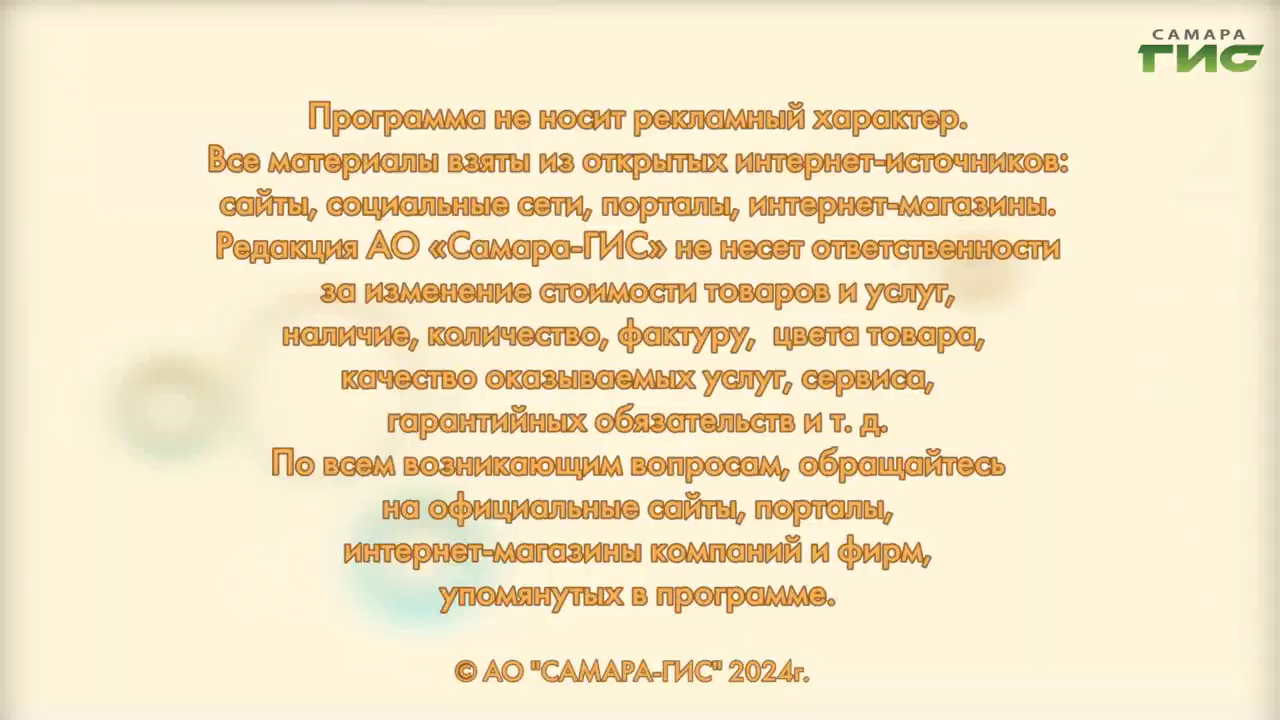 САМАРА
ГИС
Программа не носит рекламный характер.
Все материалы взяты из открытых интернет-источников:
сайты, социальные сети, порталы, интернет-магазины.
Редакция АО «Самара-ГИС» не несет ответственности
за изменение стоимости товаров и услуг,
наличие, количество, фактуру, цвета товара,
качество оказываемых услуг, сервиса,
гарантийных обязательств и т. д.
По всем возникающим вопросам, обращайтесь
на официальные сайты, порталы,
интернет-магазины компаний и фирм,
упомянутых в программе.
© АО "САМАРА-ГИС" 2024г.